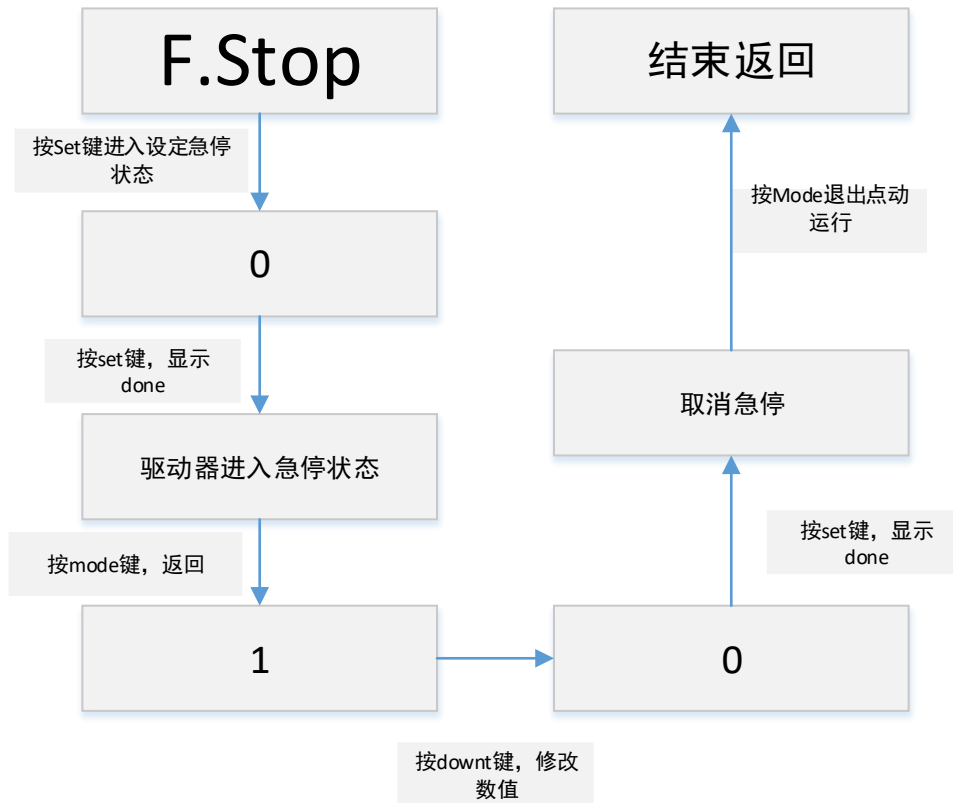 F.Stop
按Set键进入设定急停
状态
0
按set键，显示
done
驱动器进入急停状态
按mode键，返回
1
按downt键，修改
数值
0
按set键，显示
done
取消急停
按Mode退出点动
运行
结束返回